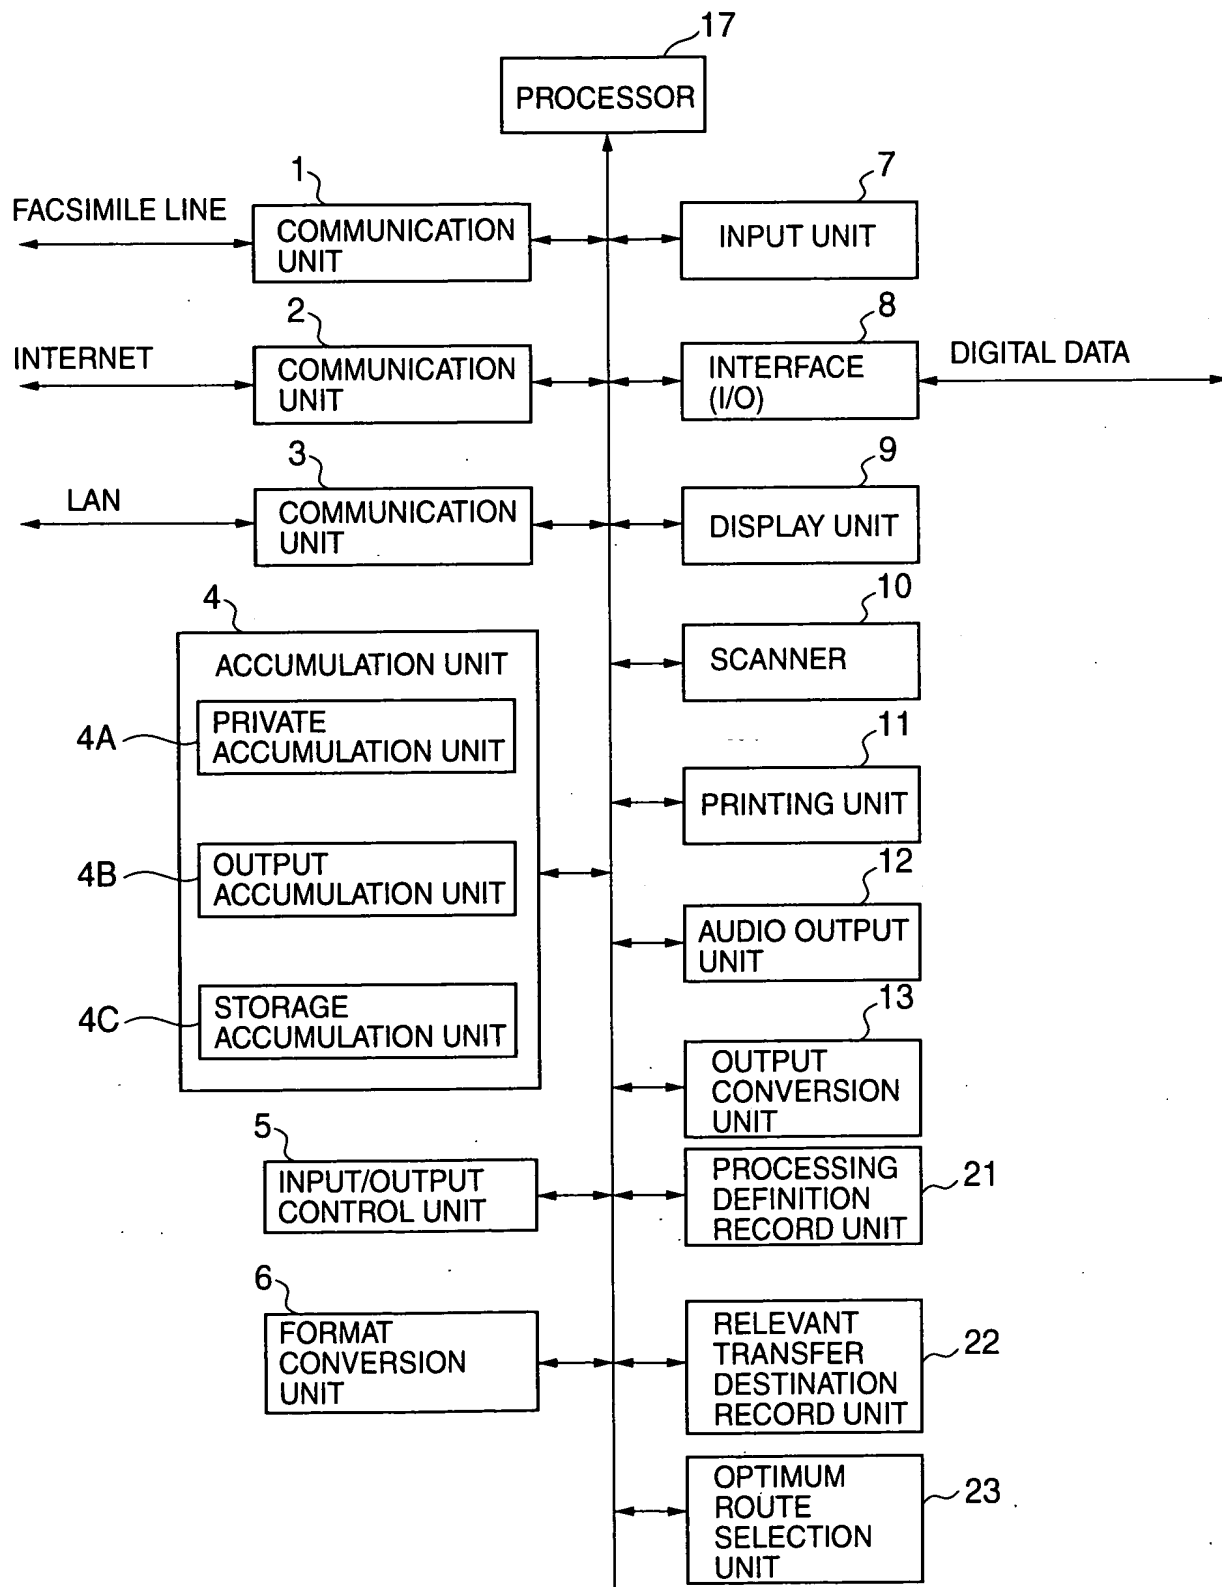 17
PROCESSOR
1
7
FACSIMILE LINE
COMMUNICATION
UNIT
INPUT UNIT
2
8
INTERNET
COMMUNICATION
UNIT
INTERFACE
(I/O)
DIGITAL DATA
3
9
LAN
COMMUNICATION
UNIT
DISPLAY UNIT
4
10
ACCUMULATION UNIT
SCANNER
4A
PRIVATE
ACCUMULATION UNIT
11
PRINTING UNIT
4B
OUTPUT
ACCUMULATION UNIT
12
AUDIO OUTPUT
UNIT
4C
STORAGE
ACCUMULATION UNIT
13
OUTPUT
CONVERSION
UNIT
5
INPUT/OUTPUT
CONTROL UNIT
PROCESSING
DEFINITION
RECORD UNIT
21
6
FORMAT
CONVERSION
UNIT
RELEVANT
TRANSFER
DESTINATION
RECORD UNIT
22
OPTIMUM
ROUTE
SELECTION
UNIT
23